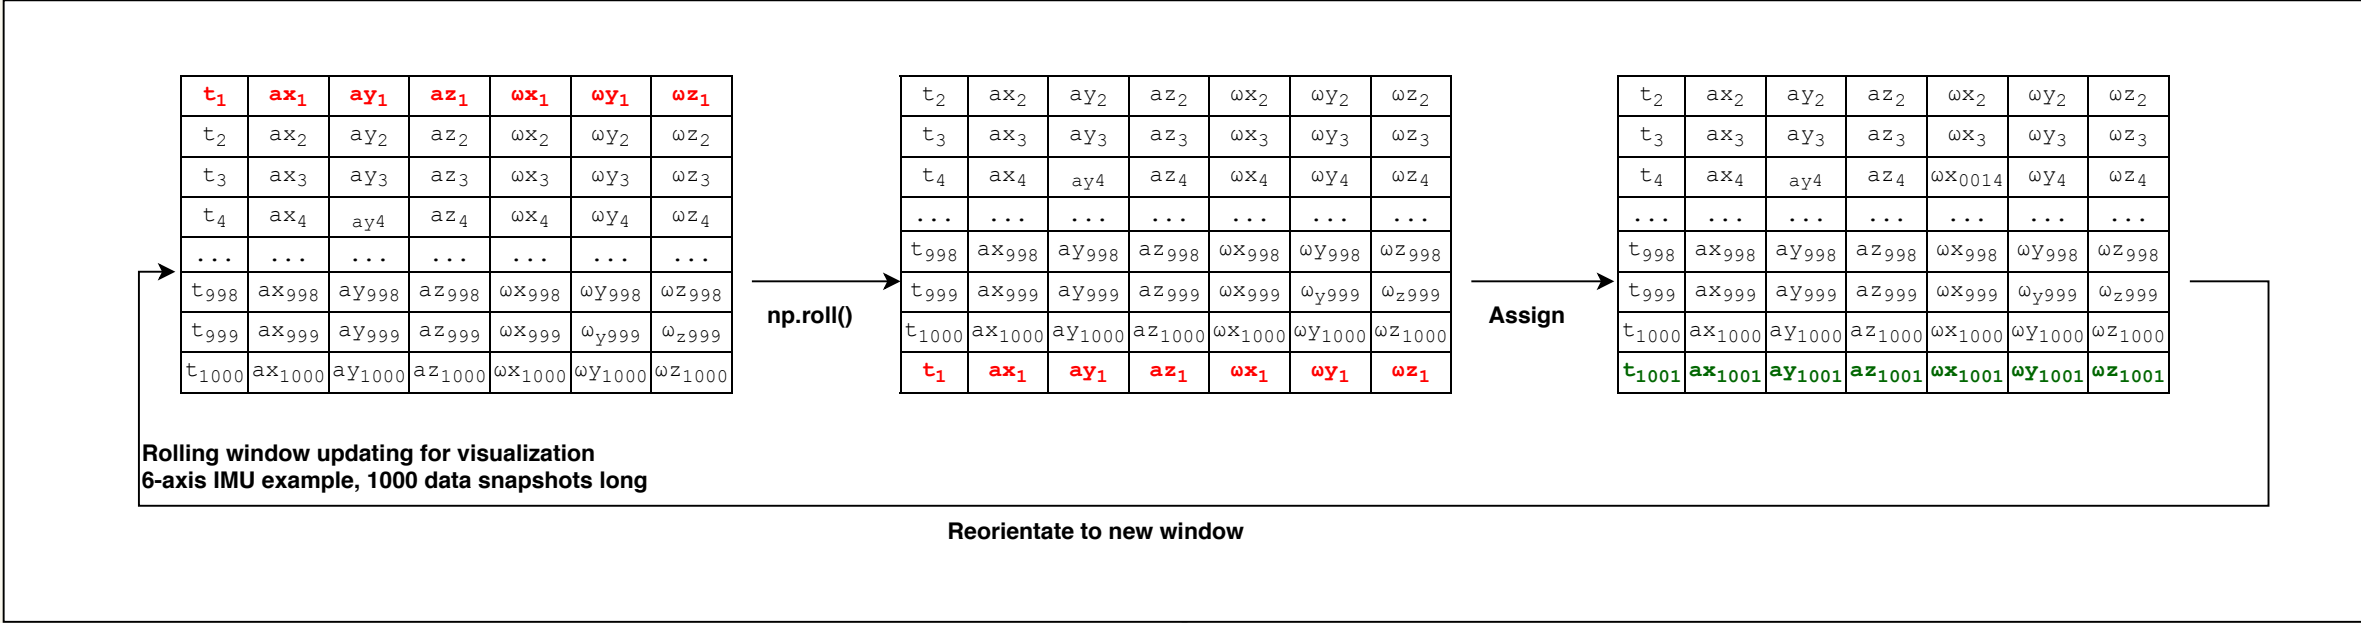 t1 ax1 ay1 az1 ωx1 ωy1 ωz1
t2 ax2 ay2 az2 ωx2 ωy2 ωz2
t3 ax3 ay3 az3 ωx3 ωy3 ωz3
t4 ax4 ay4 az4 ωx4 ωy4 ωz4
... ... ... ... ... ... ...
t998 ax998 ay998 az998 ωx998 ωy998 ωz998
t999 ax999 ay999 az999 ωx999 ωy999 ωz999
t1000 ax1000 ay1000 az1000 ωx1000 ωy1000 ωz1000
np.roll()
t2 ax2 ay2 az2 ωx2 ωy2 ωz2
t3 ax3 ay3 az3 ωx3 ωy3 ωz3
t4 ax4 ay4 az4 ωx4 ωy4 ωz4
... ... ... ... ... ... ...
t998 ax998 ay998 az998 ωx998 ωy998 ωz998
t999 ax999 ay999 az999 ωx999 ωy999 ωz999
t1000 ax1000 ay1000 az1000 ωx1000 ωy1000 ωz1000
t1 ax1 ay1 az1 ωx1 ωy1 ωz1
Assign
t2 ax2 ay2 az2 ωx2 ωy2 ωz2
t3 ax3 ay3 az3 ωx3 ωy3 ωz3
t4 ax4 ay4 az4 ωx0014 ωy4 ωz4
... ... ... ... ... ... ...
t998 ax998 ay998 az998 ωx998 ωy998 ωz998
t999 ax999 ay999 az999 ωx999 ωy999 ωz999
t1000 ax1000 ay1000 az1000 ωx1000 ωy1000 ωz1000
t1001 ax1001 ay1001 az1001 ωx1001 ωy1001 ωz1001
Rolling window updating for visualization
6-axis IMU example, 1000 data snapshots long
Reorientate to new window